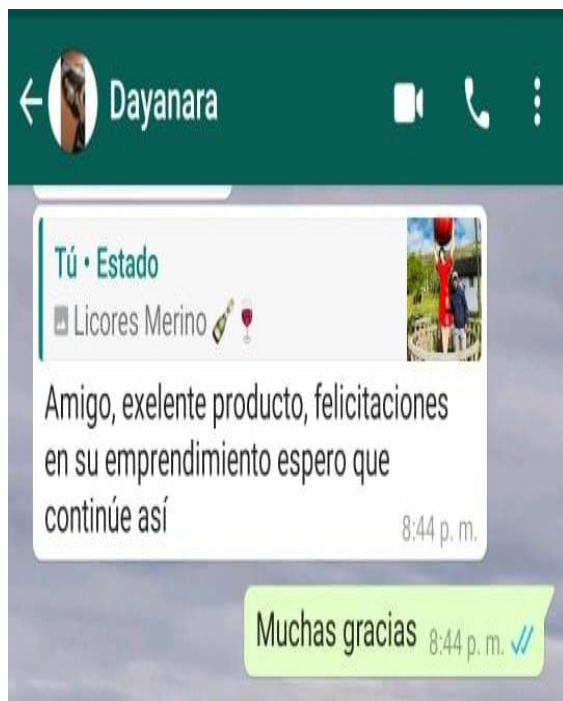 Dayanara
Tú • Estado
Licores Merino 🍾🍷
Amigo, exelente producto, felicitaciones
en su emprendimiento espero que
continúe así
8:44 p. m.
Muchas gracias 8:44 p. m.